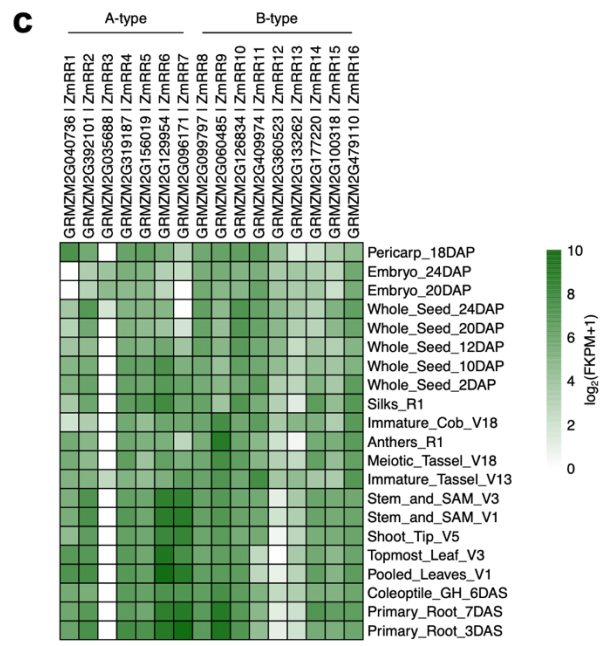 C
A-type
B-type
GRMZM2G040736 | ZmRR1
GRMZM2G392101 | ZmRR2
GRMZM2G035688 | ZmRR3
GRMZM2G319187 | ZmRR4
GRMZM2G156019 | ZmRR5
GRMZM2G129954 | ZmRR6
GRMZM2G096171 | ZmRR7
GRMZM2G099797 | ZmRR8
GRMZM2G060485 | ZmRR9
GRMZM2G126834 | ZmRR10
GRMZM2G409974 | ZmRR11
GRMZM2G360523 | ZmRR12
GRMZM2G133262 | ZmRR13
GRMZM2G177220 | ZmRR14
GRMZM2G100318 | ZmRR15
GRMZM2G479110 | ZmRR16
Pericarp_18DAP
Embryo_24DAP
Embryo_20DAP
Whole_Seed_24DAP
Whole_Seed_20DAP
Whole_Seed_12DAP
Whole_Seed_10DAP
Whole_Seed_2DAP
Silks_R1
Immature_Cob_V18
Anthers_R1
Meiotic_Tassel_V18
Immature_Tassel_V13
Stem_and_SAM_V3
Stem_and_SAM_V1
Shoot_Tip_V5
Topmost_Leaf_V3
Pooled_Leaves_V1
Coleoptile_GH_6DAS
Primary_Root_7DAS
Primary_Root_3DAS
10
8
6
4
2
0
log₂(FKPM+1)